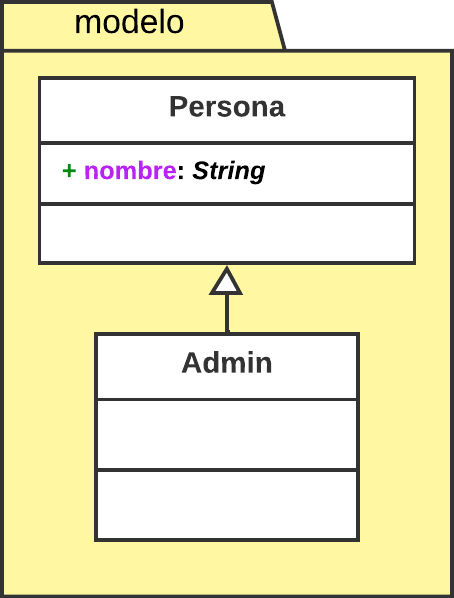 modelo
Persona
+ nombre: String
Admin